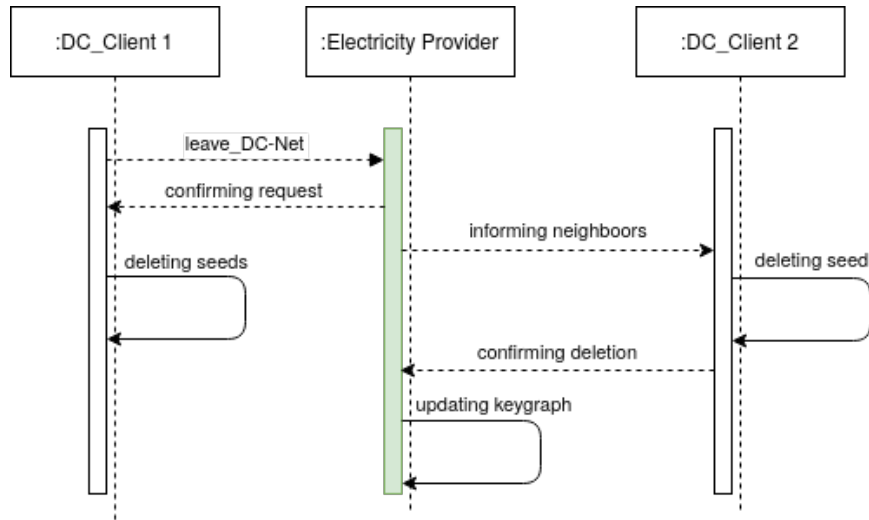 :DC_Client 1
:Electricity Provider
:DC_Client 2
leave_DC-Net
confirming request
informing neighboors
deleting seeds
deleting seed
confirming deletion
updating keygraph